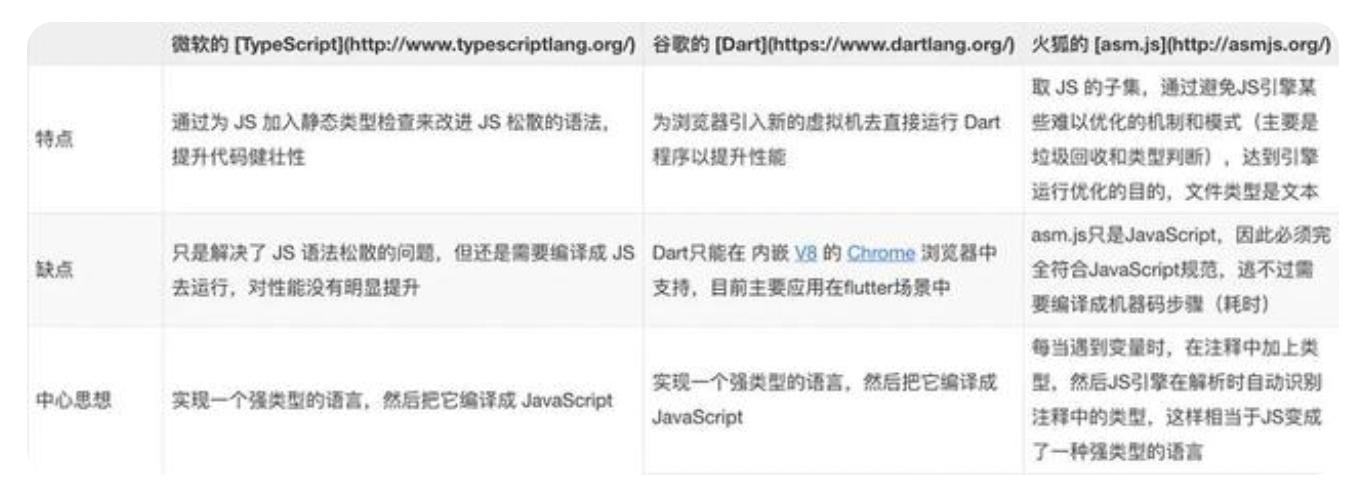 微软的 [TypeScript](http://www.typescriptlang.org/)
谷歌的 [Dart](https://www.dartlang.org/)
火狐的 [asm.js](http://asmjs.org/)
特点
通过为 JS 加入静态类型检查来改进 JS 松散的语法，
提升代码健壮性
为浏览器引入新的虚拟机去直接运行 Dart
程序以提升性能
取 JS 的子集，通过避免JS引擎某
些难以优化的机制和模式（主要是
垃圾回收和类型判断），达到引擎
运行优化的目的，文件类型是文本
缺点
只是解决了 JS 语法松散的问题，但还是需要编译成 JS
去运行，对性能没有明显提升
Dart只能在 内嵌 V8 的 Chrome 浏览器中
支持，目前主要应用在flutter场景中
asm.js只是JavaScript，因此必须完
全符合JavaScript规范，逃不过需
要编译成机器码步骤（耗时）
中心思想
实现一个强类型的语言，然后把它编译成 JavaScript
实现一个强类型的语言，然后把它编译成
JavaScript
每当遇到变量时，在注释中加上类
型，然后JS引擎在解析时自动识别
注释中的类型，这样相当于JS变成
了一种强类型的语言